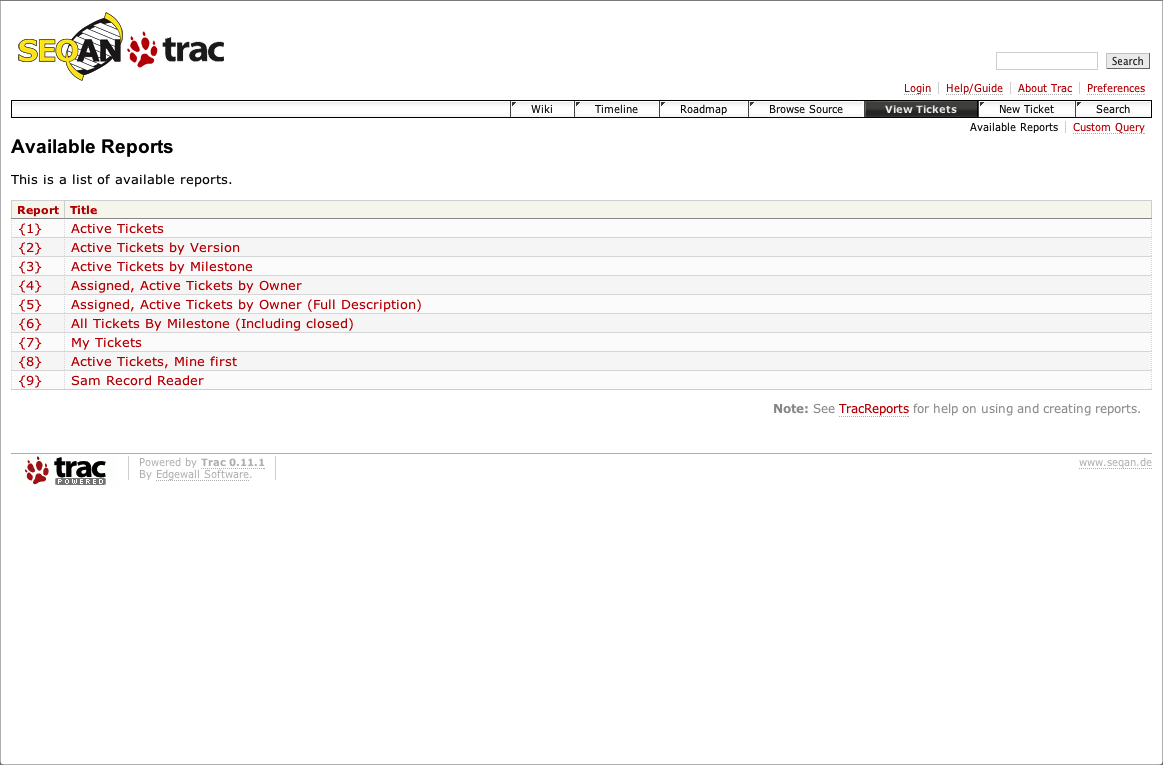 SEQAN trac
Search
Login Help/Guide About Trac Preferences
Wiki Timeline Roadmap Browse Source View Tickets New Ticket Search
Available Reports Custom Query
Available Reports
This is a list of available reports.
Report Title
{1} Active Tickets
{2} Active Tickets by Version
{3} Active Tickets by Milestone
{4} Assigned, Active Tickets by Owner
{5} Assigned, Active Tickets by Owner (Full Description)
{6} All Tickets By Milestone (Including closed)
{7} My Tickets
{8} Active Tickets, Mine first
{9} Sam Record Reader
Note: See TracReports for help on using and creating reports.
trac
POWERED
Powered by Trac 0.11.1
By Edgewall Software.
www.seqan.de